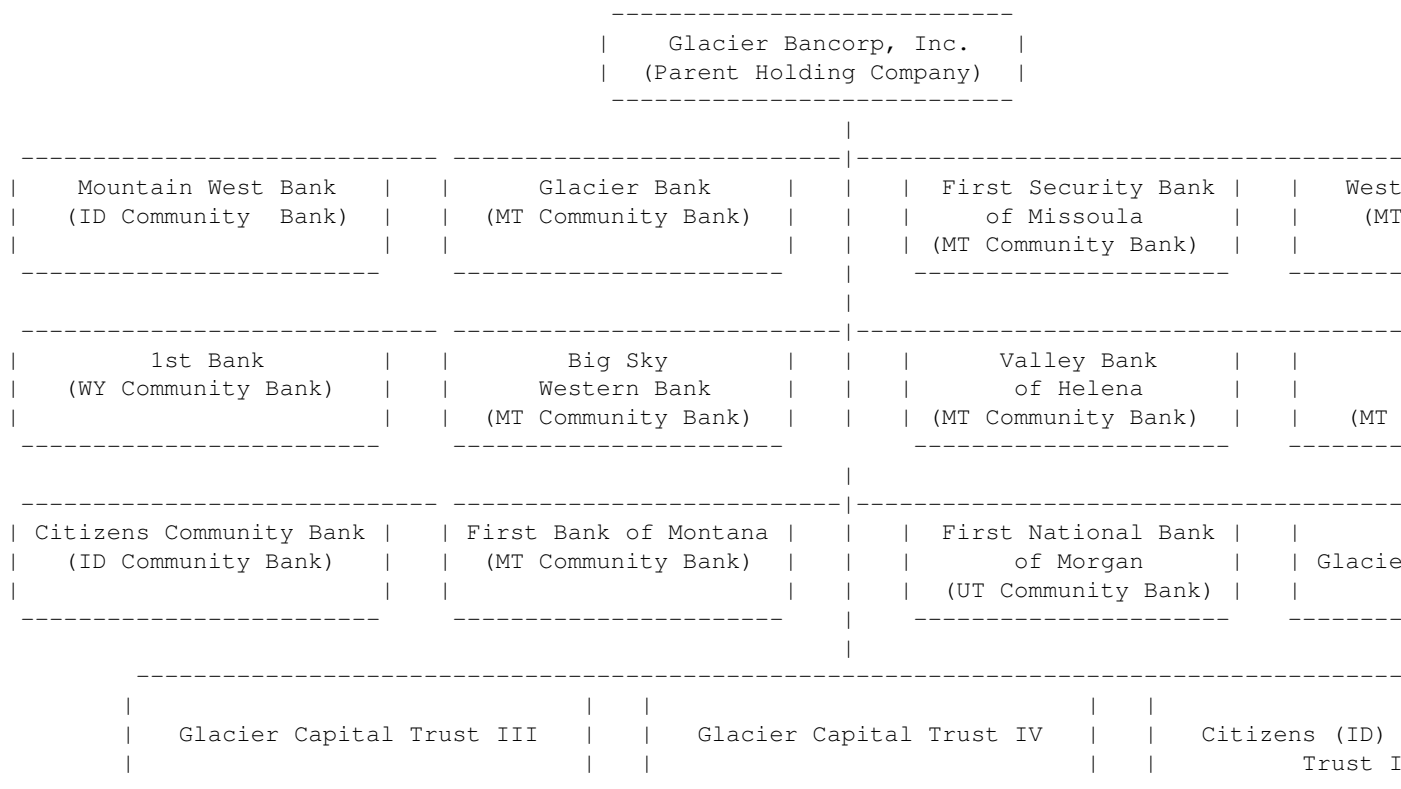 Glacier Bancorp, Inc.
(Parent Holding Company)
Mountain West Bank Glacier Bank First Security Bank West
(ID Community Bank) (MT Community Bank) of Missoula (MT
(MT Community Bank)
1st Bank Big Sky Valley Bank
(WY Community Bank) Western Bank of Helena
(MT Community Bank) (MT Community Bank) (MT
Citizens Community Bank First Bank of Montana First National Bank
(ID Community Bank) (MT Community Bank) of Morgan Glacie
(UT Community Bank)
Glacier Capital Trust III Glacier Capital Trust IV Citizens (ID)
Trust I